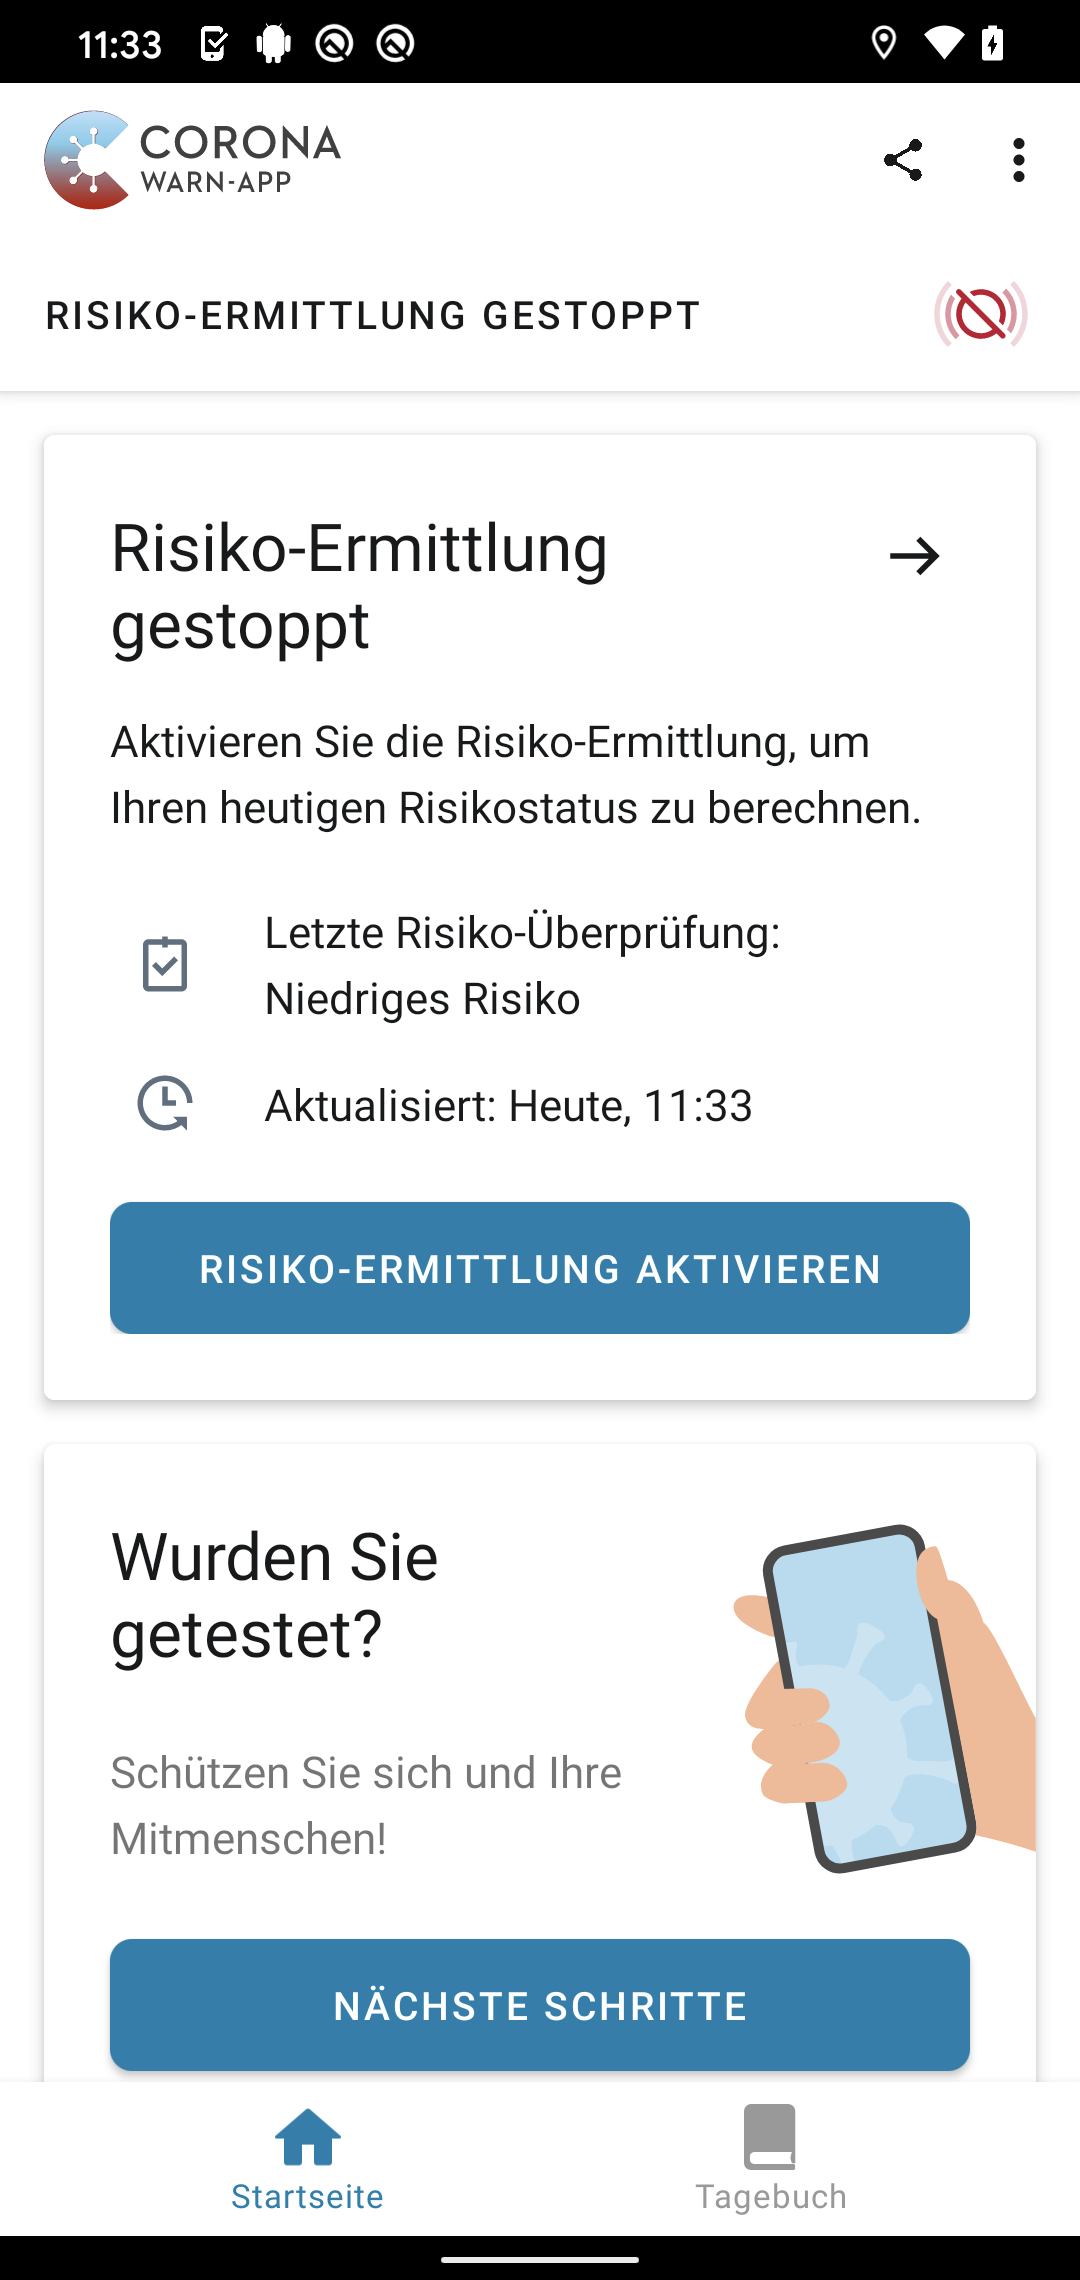 11:33
CORONA
WARN-APP
RISIKO-ERMITTLUNG GESTOPPT
Risiko-Ermittlung
gestoppt
Aktivieren Sie die Risiko-Ermittlung, um
Ihren heutigen Risikostatus zu berechnen.
Letzte Risiko-Überprüfung:
Niedriges Risiko
Aktualisiert: Heute, 11:33
RISIKO-ERMITTLUNG AKTIVIEREN
Wurden Sie
getestet?
Schützen Sie sich und Ihre
Mitmenschen!
NÄCHSTE SCHRITTE
Startseite
Tagebuch